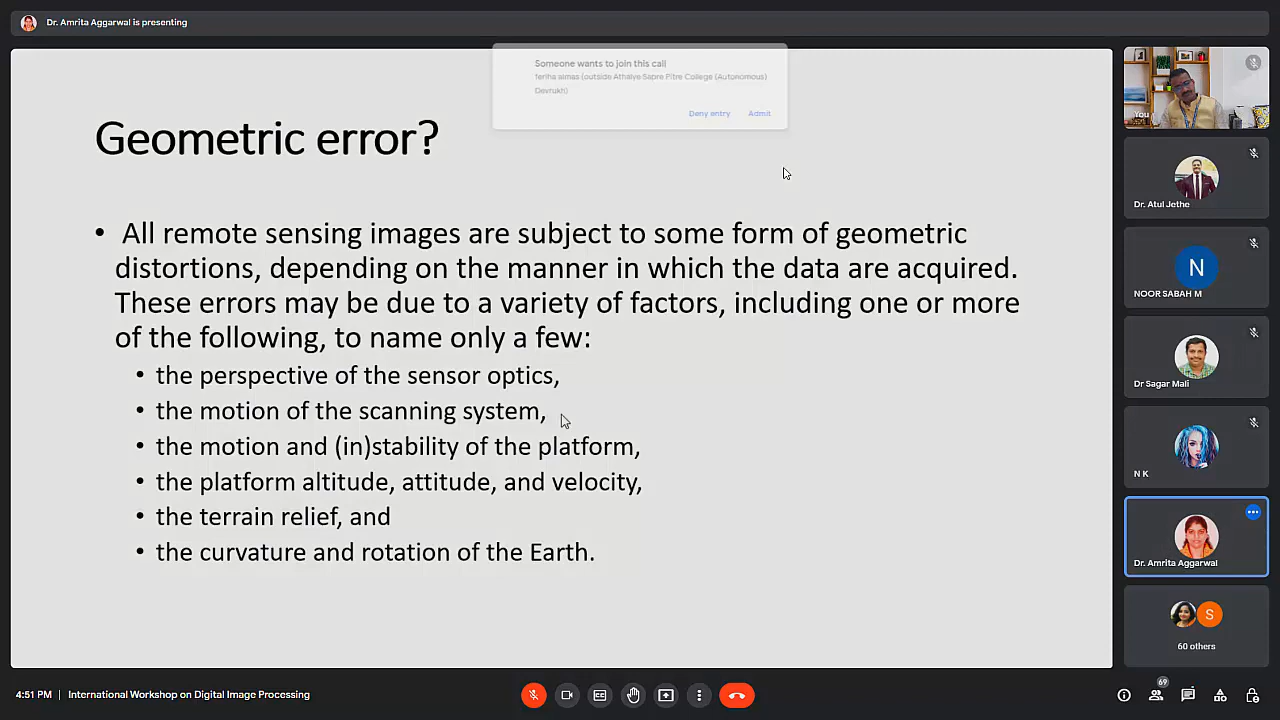 Dr. Amrita Aggarwal is presenting
Someone wants to join this call
feriha asmas (outside Athalye Sapre Pitre College (Autonomous)
Devrukh)
Deny entry Admit
Geometric error?
• All remote sensing images are subject to some form of geometric
distortions, depending on the manner in which the data are acquired.
These errors may be due to a variety of factors, including one or more
of the following, to name only a few:
• the perspective of the sensor optics,
• the motion of the scanning system,
• the motion and (in)stability of the platform,
• the platform altitude, attitude, and velocity,
• the terrain relief, and
• the curvature and rotation of the Earth.
You
Dr. Atul Jethe
N
NOOR SABAH M
Dr Sagar Mali
N K
Dr. Amrita Aggarwal
S
60 others
4:51 PM | International Workshop on Digital Image Processing
69